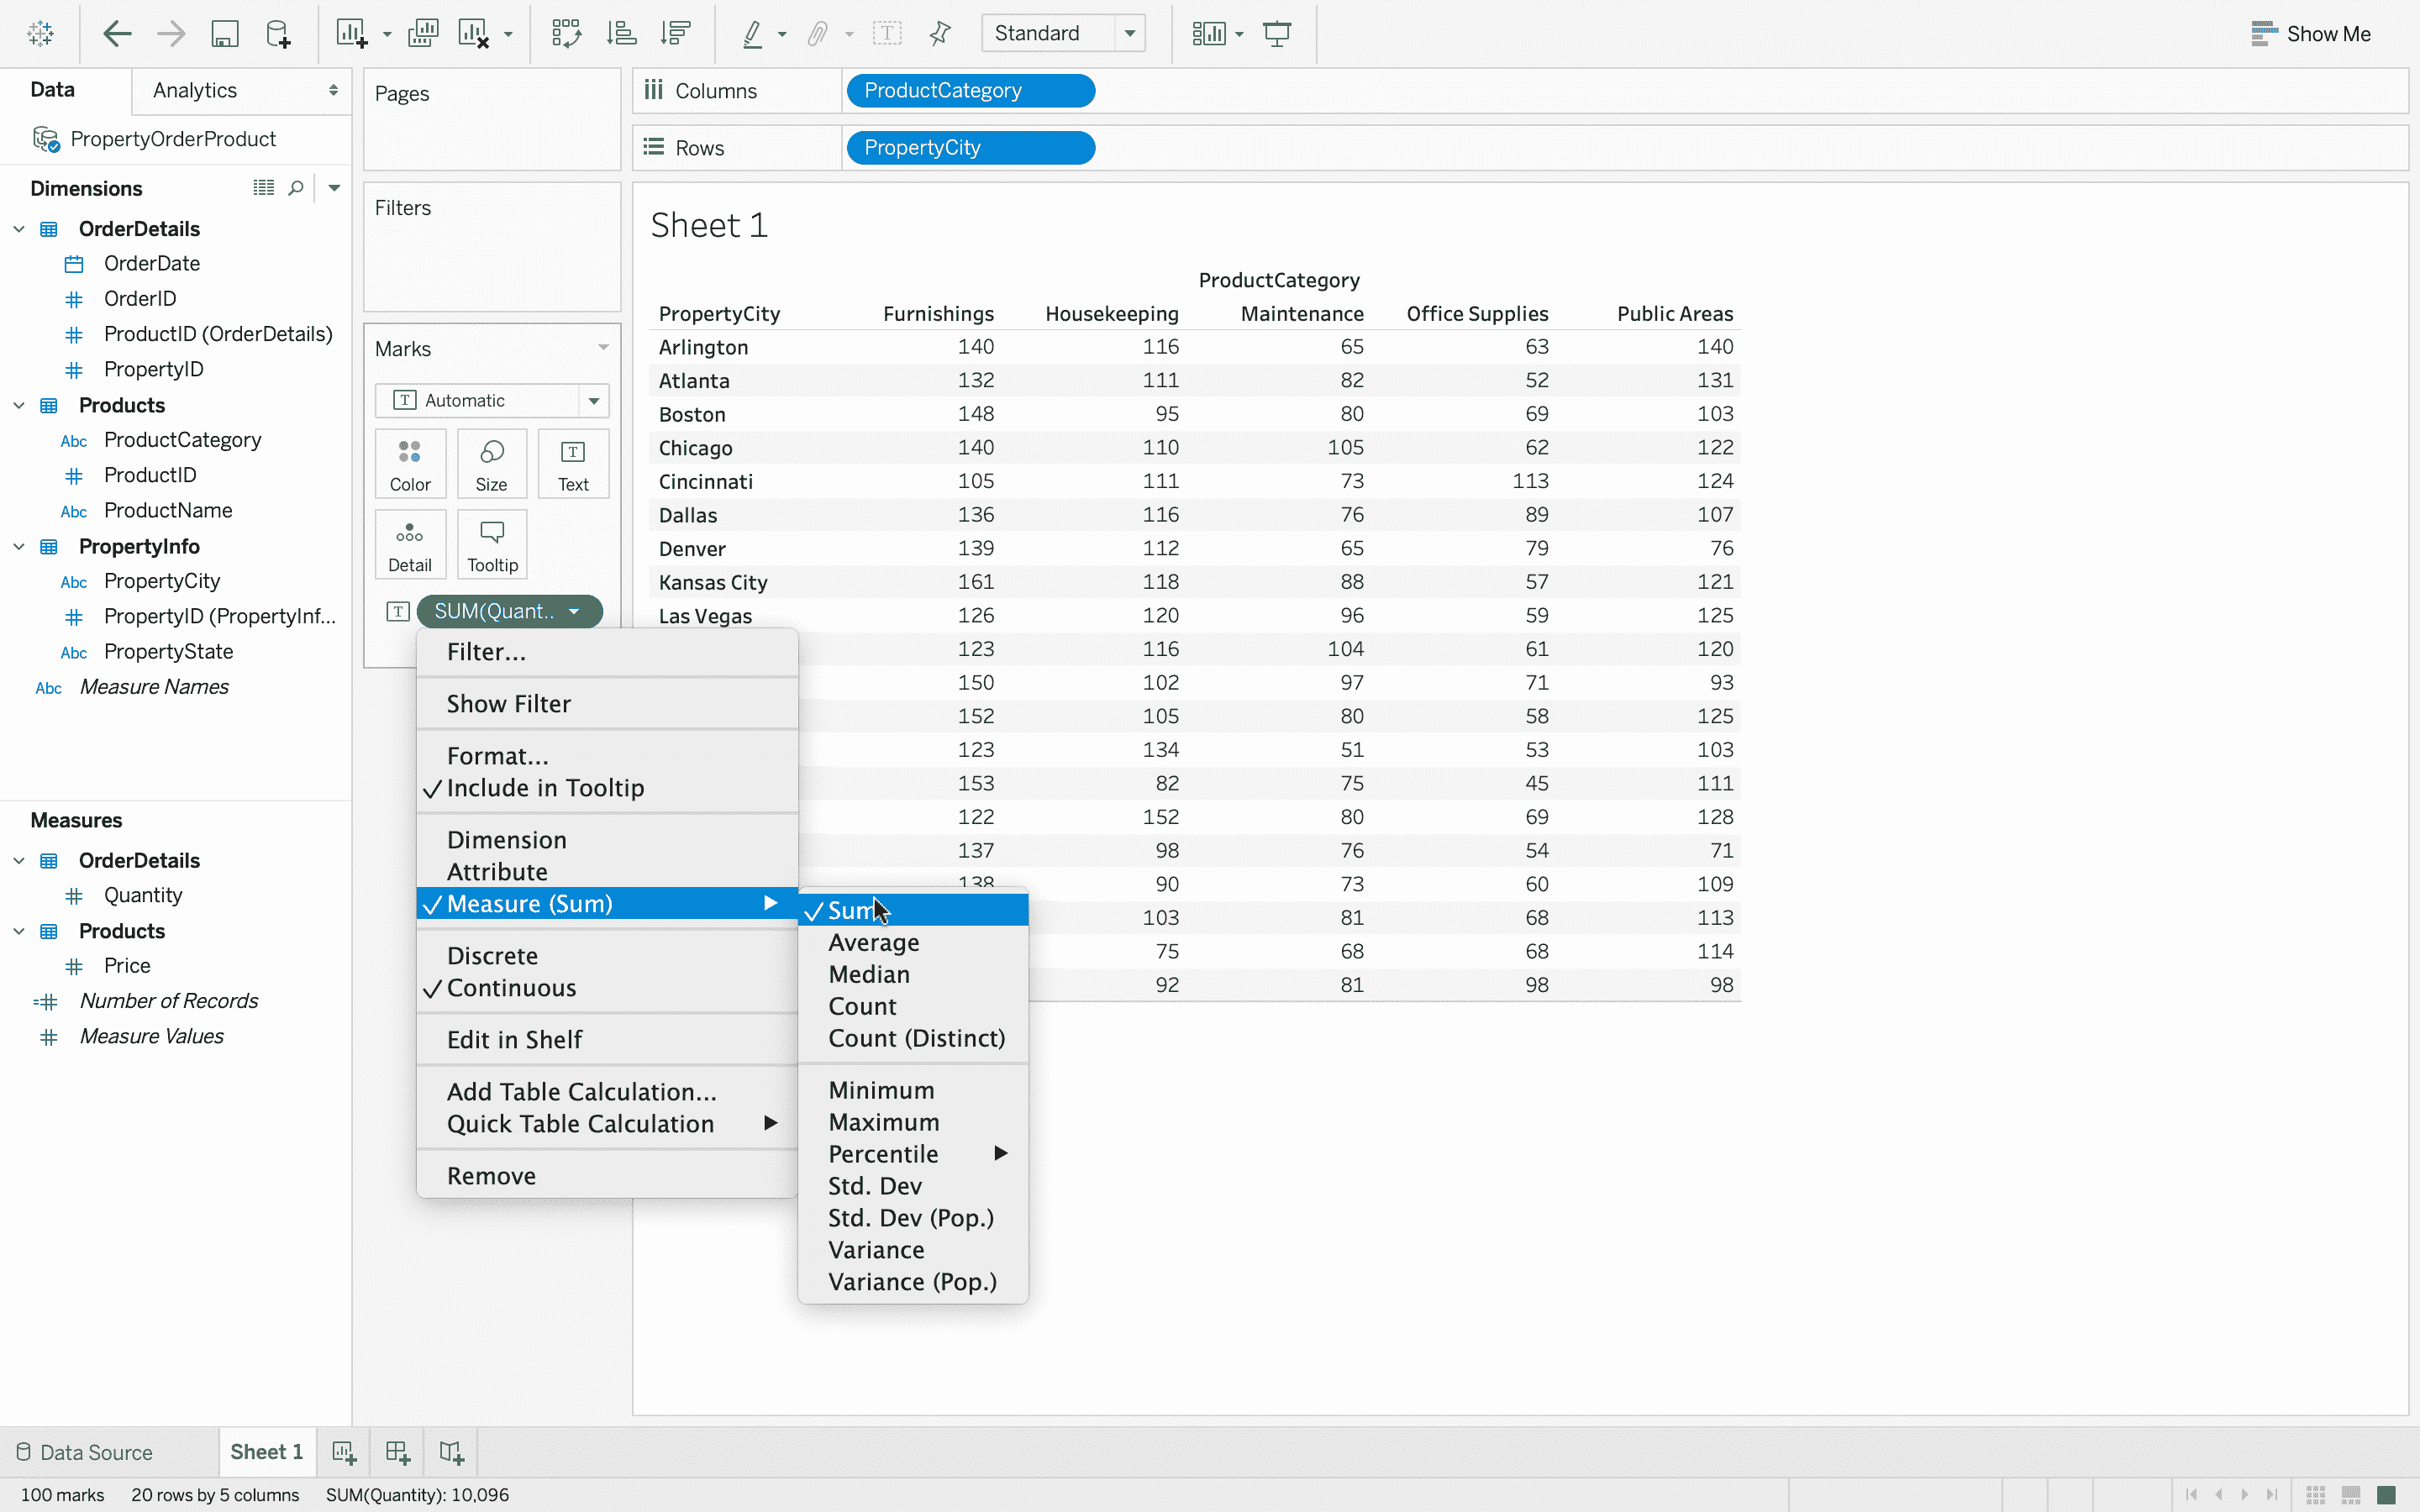 Standard
Show Me
Data
Analytics
PropertyOrderProduct
Dimensions
OrderDetails
OrderDate
OrderID
ProductID (OrderDetails)
PropertyID
Products
Abc ProductCategory
ProductID
Abc ProductName
PropertyInfo
Abc PropertyCity
PropertyID (PropertyInf...
Abc PropertyState
Abc Measure Names
Measures
OrderDetails
Quantity
Products
Price
Number of Records
Measure Values
Pages
Filters
Marks
T Automatic
Color
Size
T
Text
Detail
Tooltip
T SUM(Quant..
Columns
ProductCategory
Rows
PropertyCity
Sheet 1
ProductCategory
PropertyCity Furnishings Housekeeping Maintenance Office Supplies Public Areas
Arlington 140 116 65 63 140
Atlanta 132 111 82 52 131
Boston 148 95 80 69 103
Chicago 140 110 105 62 122
Cincinnati 105 111 73 113 124
Dallas 136 116 76 89 107
Denver 139 112 65 79 76
Kansas City 161 118 88 57 121
Las Vegas 126 120 96 59 125
123 116 104 61 120
150 102 97 71 93
152 105 80 58 125
123 134 51 53 103
153 82 75 45 111
122 152 80 69 128
137 98 76 54 71
138 90 73 60 109
103 81 68 113
75 68 68 114
92 81 98 98
Filter...
Show Filter
Format...
Include in Tooltip
Dimension
Attribute
Measure (Sum)
Discrete
Continuous
Edit in Shelf
Add Table Calculation...
Quick Table Calculation
Remove
Sum
Average
Median
Count
Count (Distinct)
Minimum
Maximum
Percentile
Std. Dev
Std. Dev (Pop.)
Variance
Variance (Pop.)
Data Source
Sheet 1
100 marks 20 rows by 5 columns SUM(Quantity): 10,096